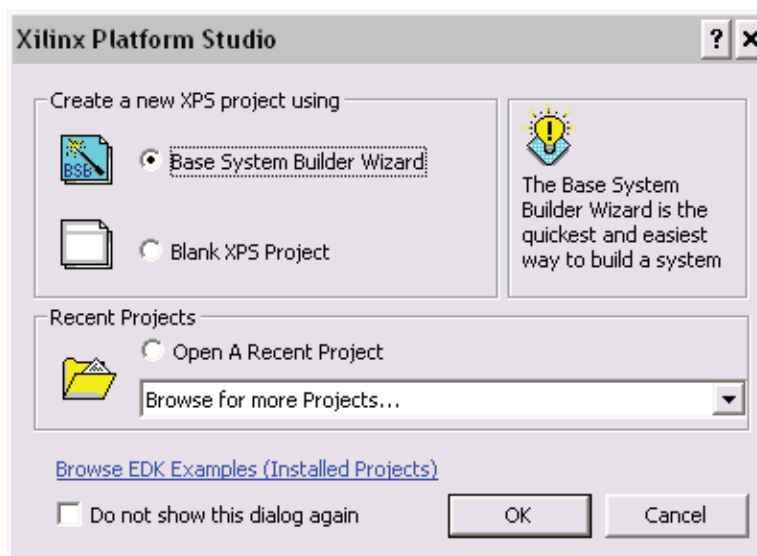 Xilinx Platform Studio
?
Create a new XPS project using
BSB
Base System Builder Wizard
Blank XPS Project
The Base System
Builder Wizard is the
quickest and easiest
way to build a system
Recent Projects
Open A Recent Project
Browse for more Projects...
Browse EDK Examples (Installed Projects)
Do not show this dialog again
OK
Cancel